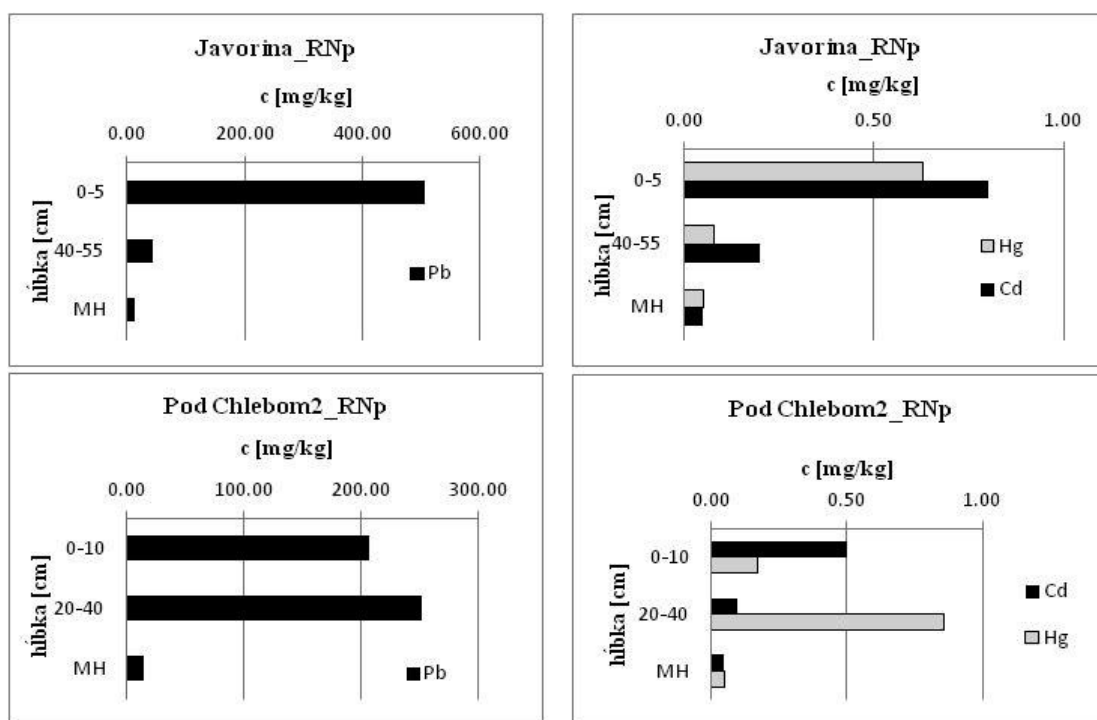 Javorina_RNp
c [mg/kg]
0.00 200.00 400.00 600.00
0-5
40-55
MH
hĺbka [cm]
Pb
Javorina_RNp
c [mg/kg]
0.00 0.50 1.00
0-5
40-55
MH
hĺbka [cm]
Hg
Cd
Pod Chlebom2_RNp
c [mg/kg]
0.00 100.00 200.00 300.00
0-10
20-40
MH
hĺbka [cm]
Pb
Pod Chlebom2_RNp
c [mg/kg]
0.00 0.50 1.00
0-10
20-40
MH
hĺbka [cm]
Cd
Hg